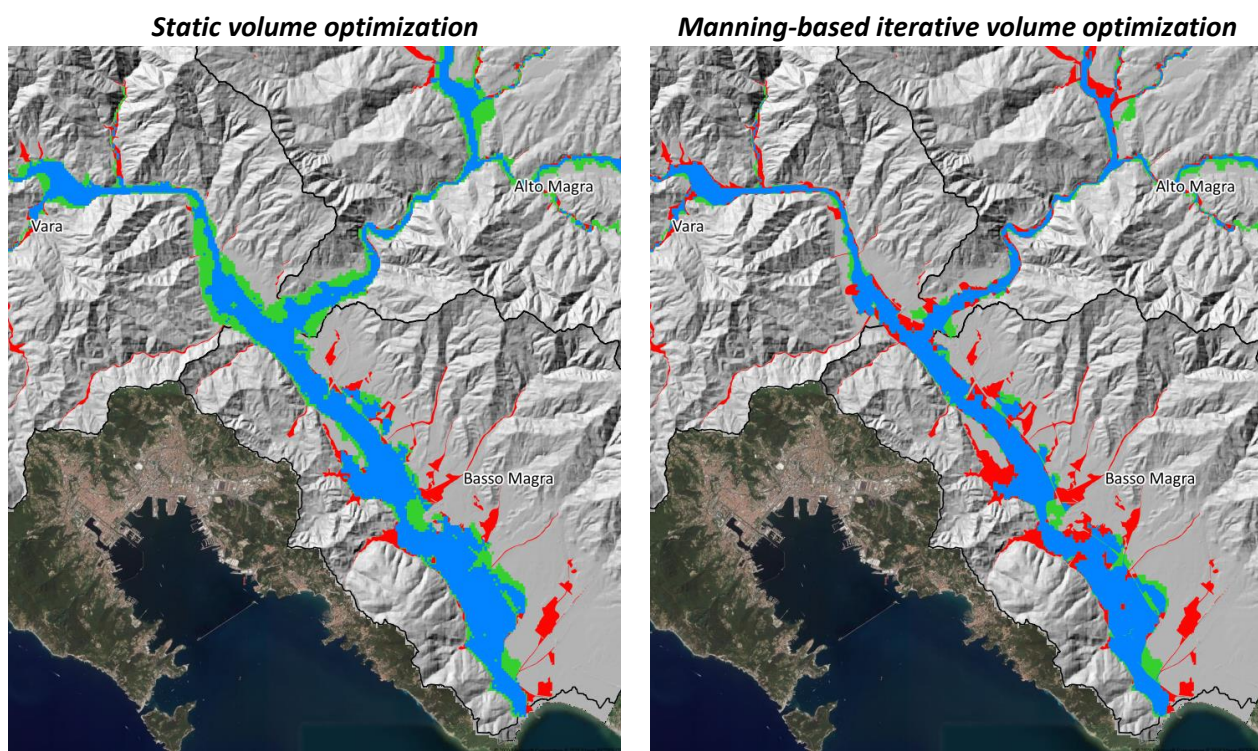 Static volume optimization
Manning-based iterative volume optimization
Alto Magra
Vara
Basso Magra
Alto Magra
Vara
Basso Magra